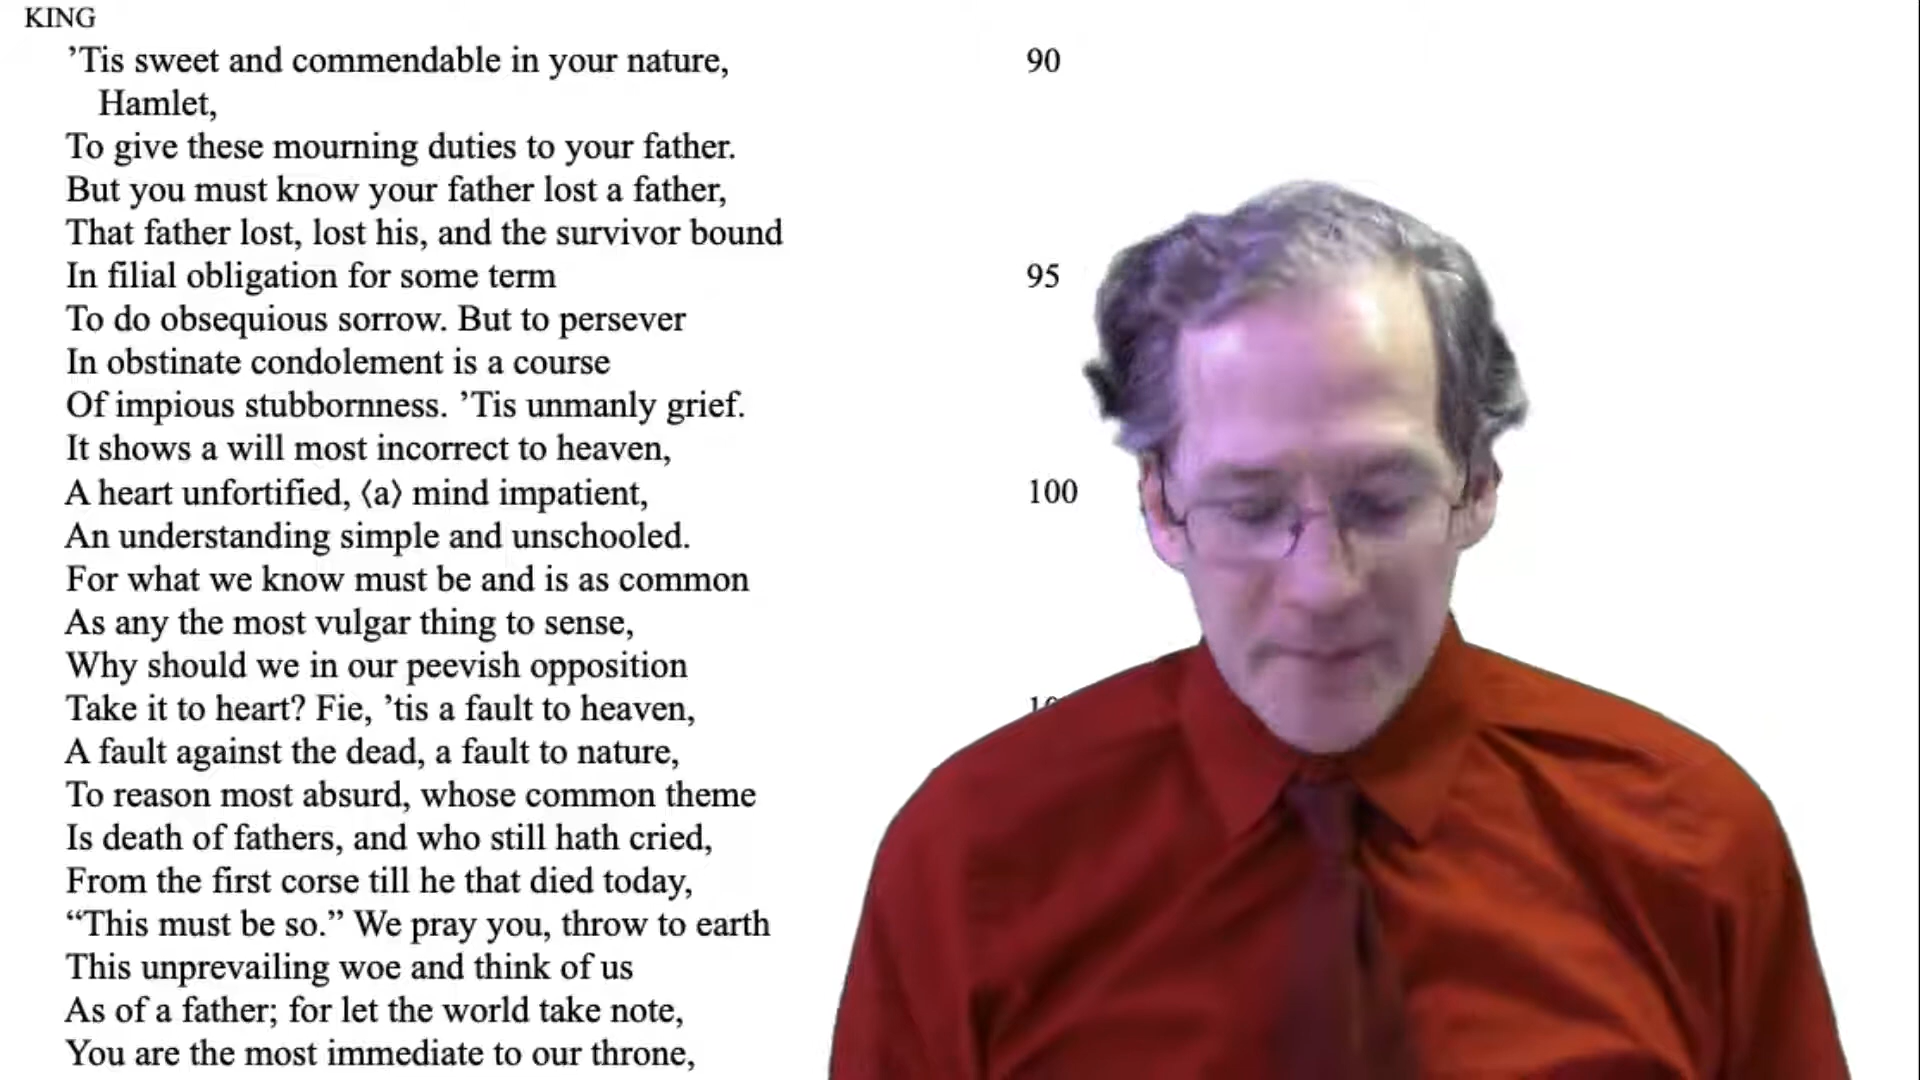 KING
’Tis sweet and commendable in your nature, 90
Hamlet,
To give these mourning duties to your father.
But you must know your father lost a father,
That father lost, lost his, and the survivor bound
In filial obligation for some term 95
To do obsequious sorrow. But to persever
In obstinate condolement is a course
Of impious stubbornness. ’Tis unmanly grief.
It shows a will most incorrect to heaven,
A heart unfortified, ⟨a⟩ mind impatient, 100
An understanding simple and unschooled.
For what we know must be and is as common
As any the most vulgar thing to sense,
Why should we in our peevish opposition
Take it to heart? Fie, ’tis a fault to heaven,
A fault against the dead, a fault to nature,
To reason most absurd, whose common theme
Is death of fathers, and who still hath cried,
From the first corse till he that died today,
“This must be so.” We pray you, throw to earth
This unprevailing woe and think of us
As of a father; for let the world take note,
You are the most immediate to our throne,